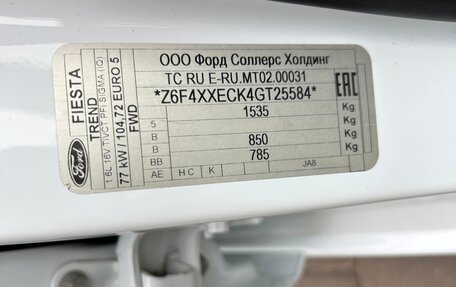 ООО Форд Соллерс Холдинг
TC RU E-RU.MT02.00031
*Z6F4XXECK4GT25584*
1535 Kg
5 Kg
B 850 Kg
BB 785 Kg
AE H C K JA8
EAC
Ford
FIESTA
TREND
1.6L 16V TIVCT PFI SIGMA (IQ)
77 kW / 104,72 EURO 5
FWD